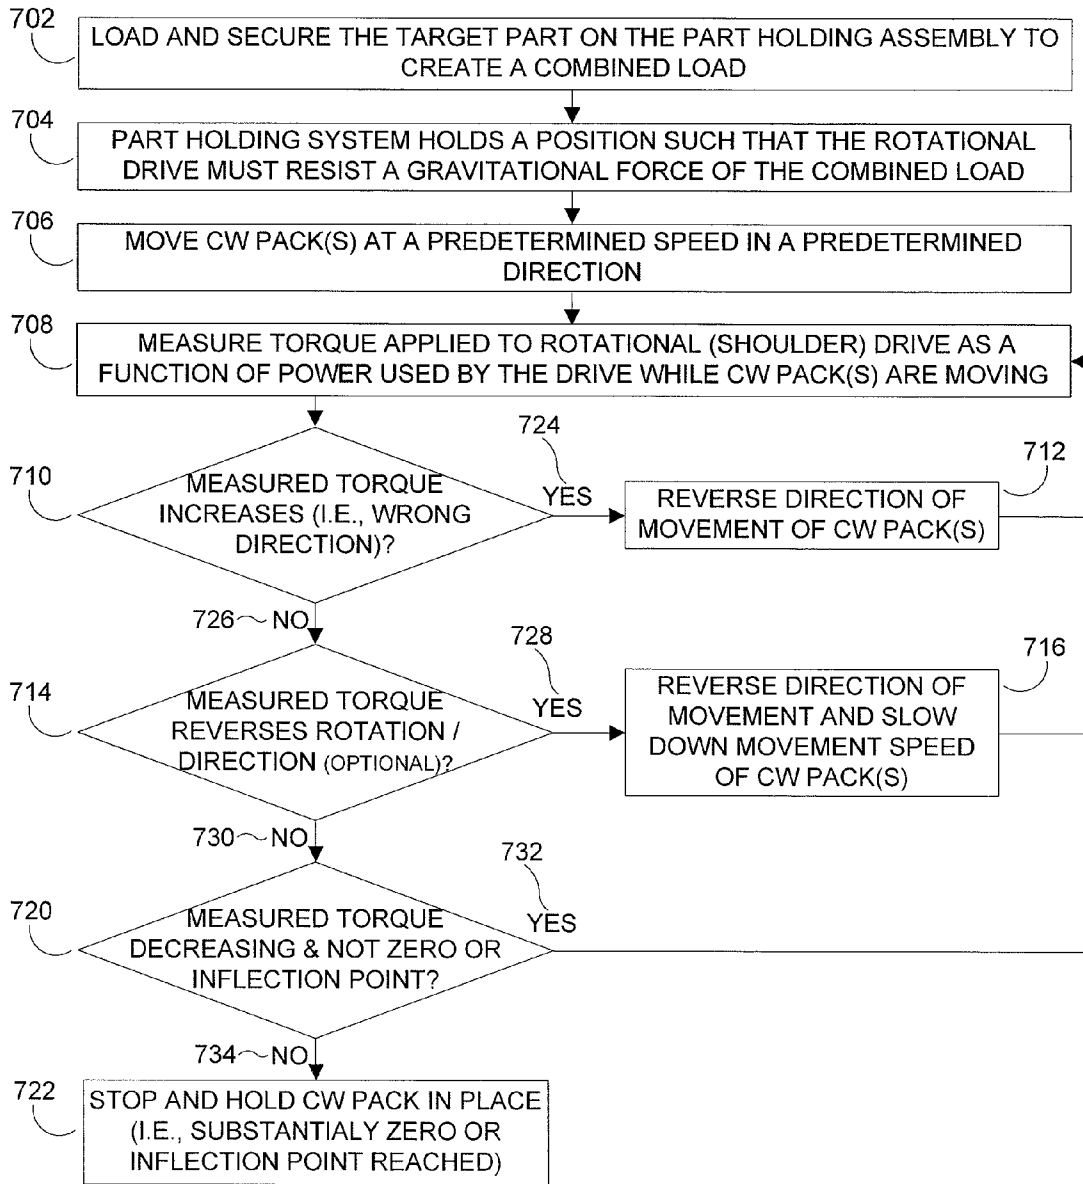 702
LOAD AND SECURE THE TARGET PART ON THE PART HOLDING ASSEMBLY TO
CREATE A COMBINED LOAD
704
PART HOLDING SYSTEM HOLDS A POSITION SUCH THAT THE ROTATIONAL
DRIVE MUST RESIST A GRAVITATIONAL FORCE OF THE COMBINED LOAD
706
MOVE CW PACK(S) AT A PREDETERMINED SPEED IN A PREDETERMINED
DIRECTION
708
MEASURE TORQUE APPLIED TO ROTATIONAL (SHOULDER) DRIVE AS A
FUNCTION OF POWER USED BY THE DRIVE WHILE CW PACK(S) ARE MOVING
710
MEASURED TORQUE
INCREASES (I.E., WRONG
DIRECTION)?
724
YES
712
REVERSE DIRECTION OF
MOVEMENT OF CW PACK(S)
726 NO
714
MEASURED TORQUE
REVERSES ROTATION /
DIRECTION (OPTIONAL)?
728
YES
716
REVERSE DIRECTION OF
MOVEMENT AND SLOW
DOWN MOVEMENT SPEED
OF CW PACK(S)
730 NO
720
MEASURED TORQUE
DECREASING & NOT ZERO OR
INFLECTION POINT?
732
YES
734 NO
722
STOP AND HOLD CW PACK IN PLACE
(I.E., SUBSTANTIALY ZERO OR
INFLECTION POINT REACHED)